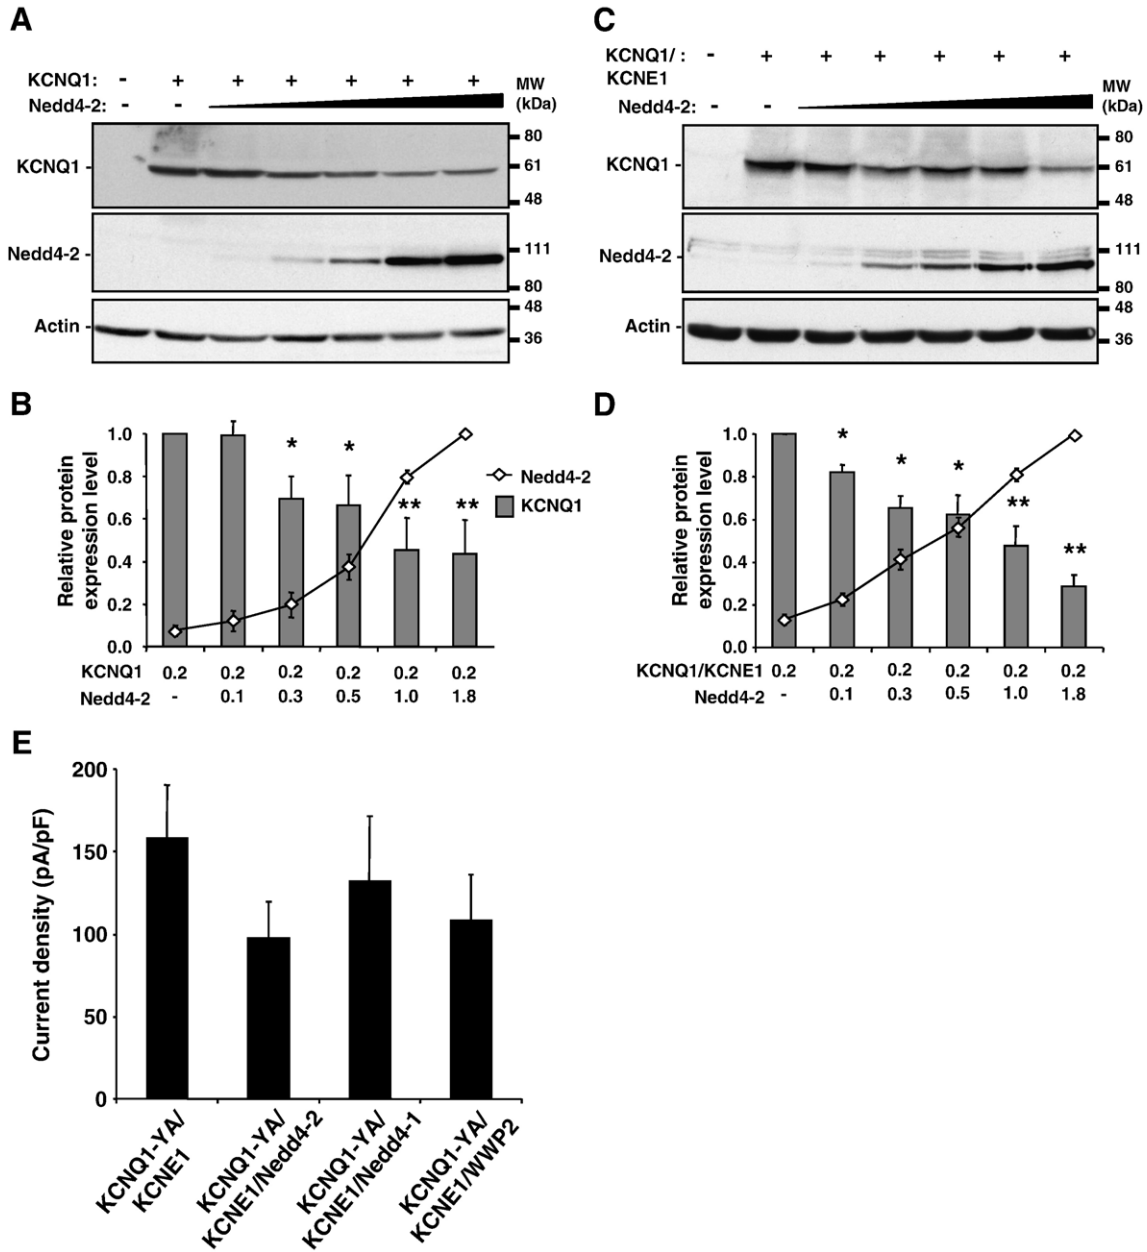 A
KCNQ1: - + + + + + +
Nedd4-2: - -
MW
(kDa)
KCNQ1 -
80
61
48
Nedd4-2 -
111
80
Actin -
48
36
C
KCNQ1/ : - + + + + + +
KCNE1
Nedd4-2: - -
MW
(kDa)
KCNQ1 -
80
61
48
Nedd4-2 -
111
80
Actin -
48
36
B
Relative protein
expression level
1.0
0.8
0.6
0.4
0.2
0.0
* * ** **
Nedd4-2
KCNQ1
KCNQ1 0.2 0.2 0.2 0.2 0.2 0.2
Nedd4-2 - 0.1 0.3 0.5 1.0 1.8
D
Relative protein
expression level
1.0
0.8
0.6
0.4
0.2
0.0
* * * ** **
KCNQ1/KCNE1 0.2 0.2 0.2 0.2 0.2 0.2
Nedd4-2 - 0.1 0.3 0.5 1.0 1.8
E
Current density (pA/pF)
200
150
100
50
0
KCNQ1-YA/
KCNE1
KCNQ1-YA/
KCNE1/Nedd4-2
KCNQ1-YA/
KCNE1/Nedd4-1
KCNQ1-YA/
KCNE1/WWP2